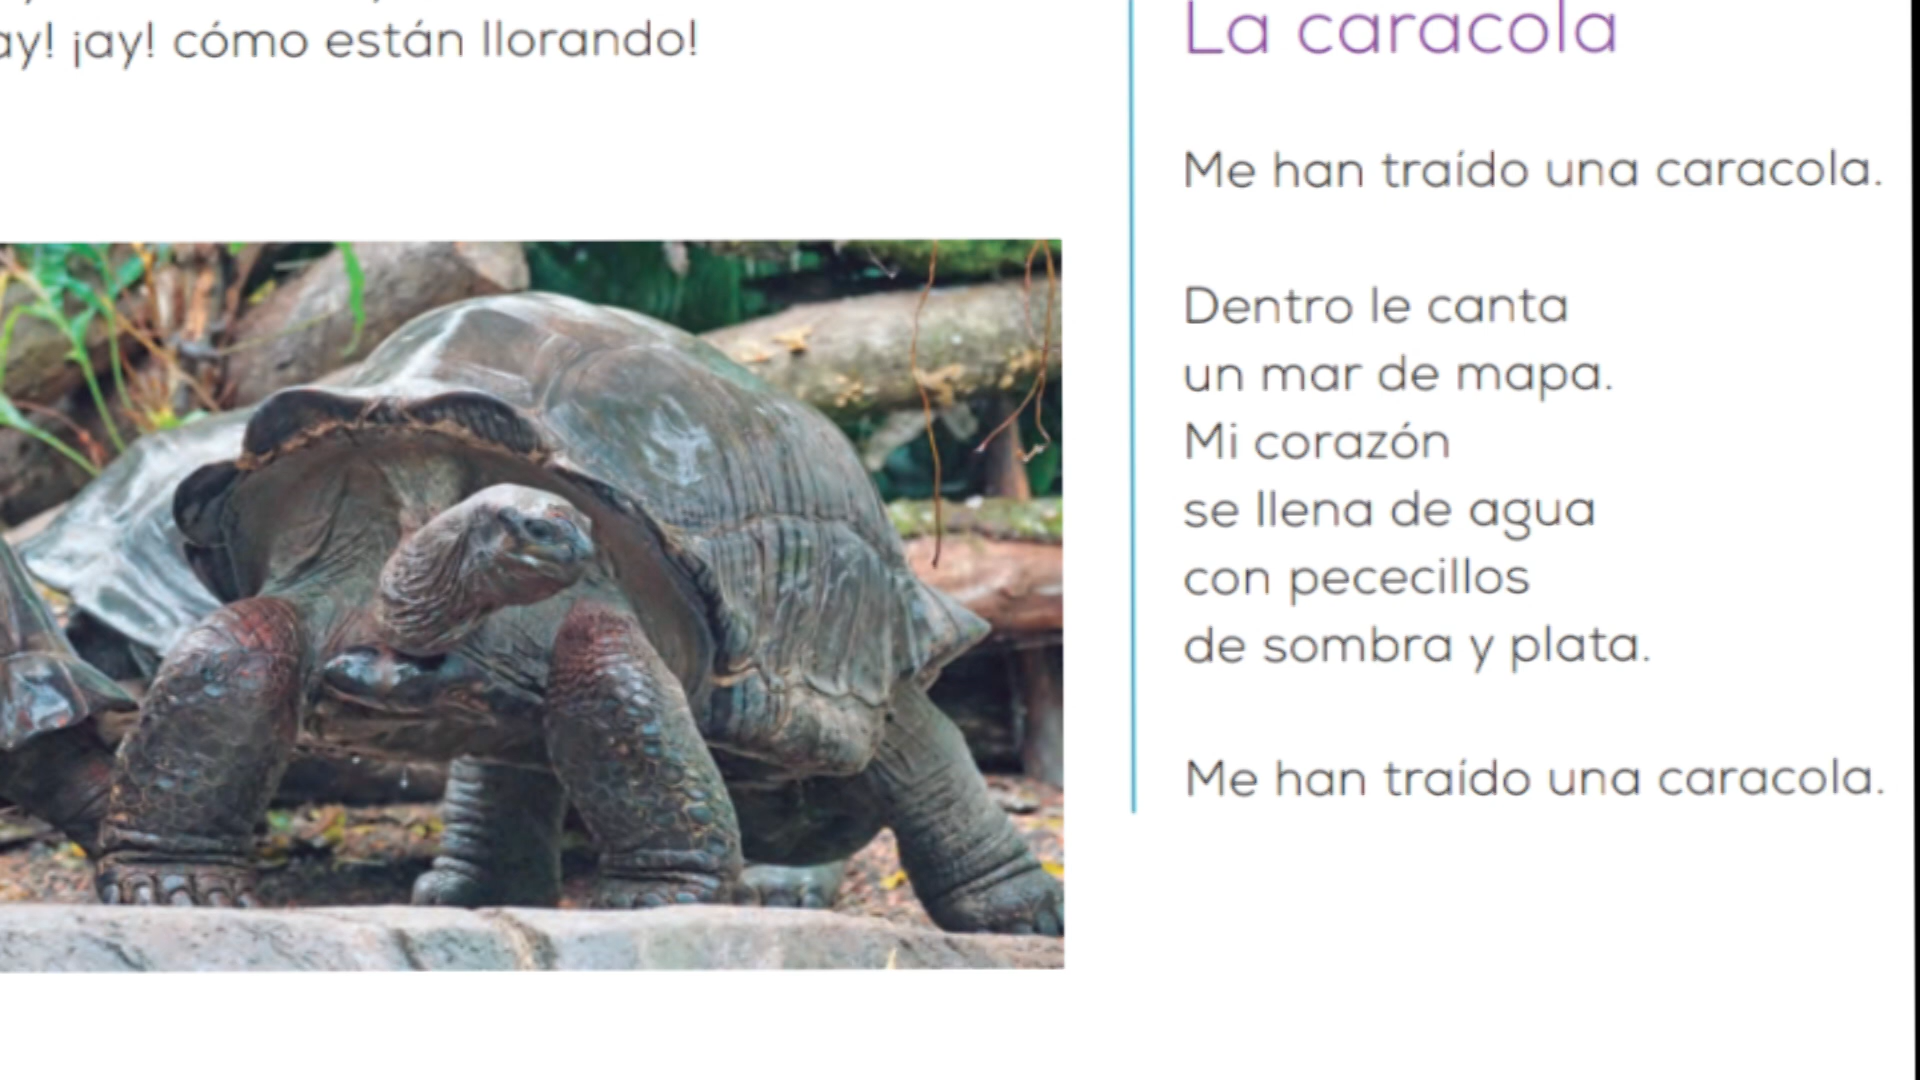 ¡ay! cómo están llorando!
La caracola
Me han traído una caracola.
Dentro le canta
un mar de mapa.
Mi corazón
se llena de agua
con pececillos
de sombra y plata.
Me han traído una caracola.